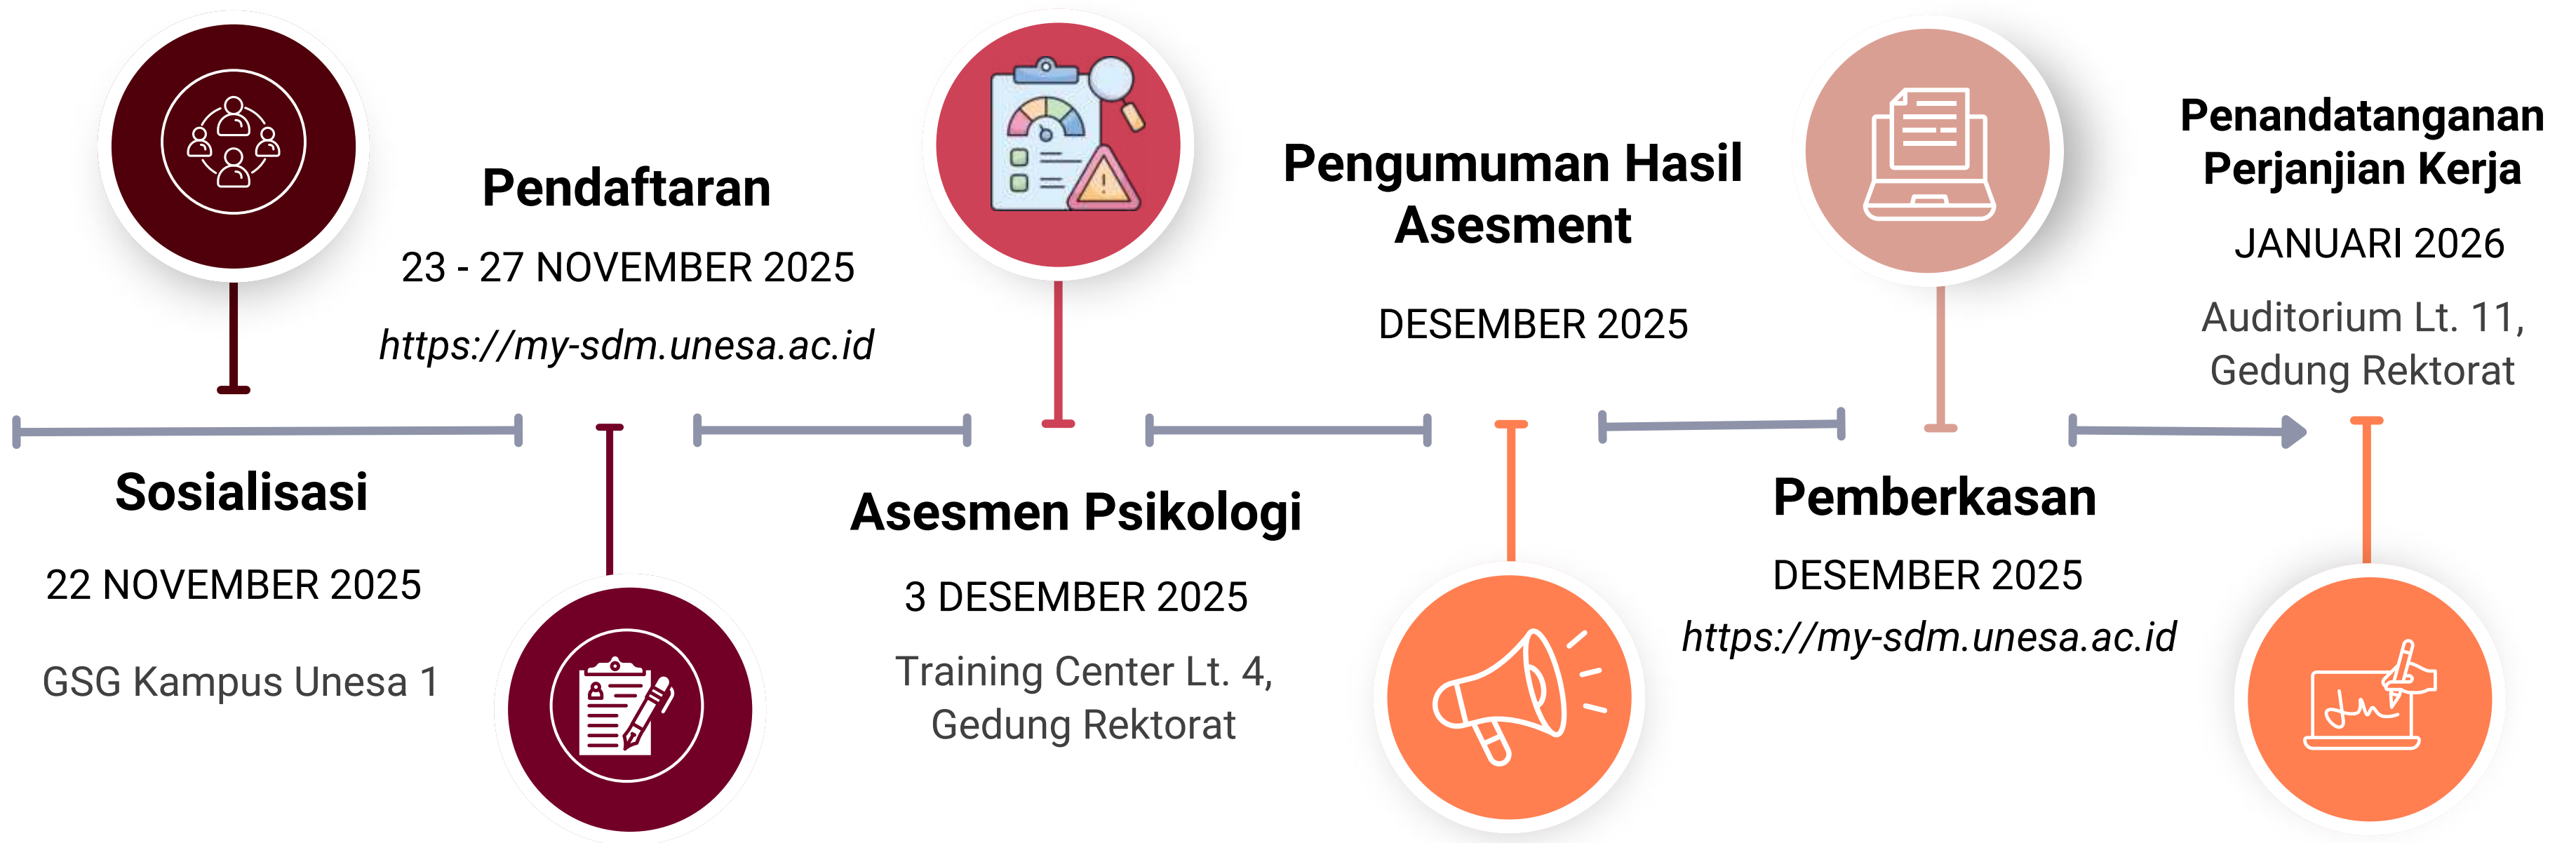 Sosialisasi
22 NOVEMBER 2025
GSG Kampus Unesa 1
Pendaftaran
23 - 27 NOVEMBER 2025
https://my-sdm.unesa.ac.id
Asesmen Psikologi
3 DESEMBER 2025
Training Center Lt. 4,
Gedung Rektorat
Pengumuman Hasil
Asesment
DESEMBER 2025
Pemberkasan
DESEMBER 2025
https://my-sdm.unesa.ac.id
Penandatanganan
Perjanjian Kerja
JANUARI 2026
Auditorium Lt. 11,
Gedung Rektorat